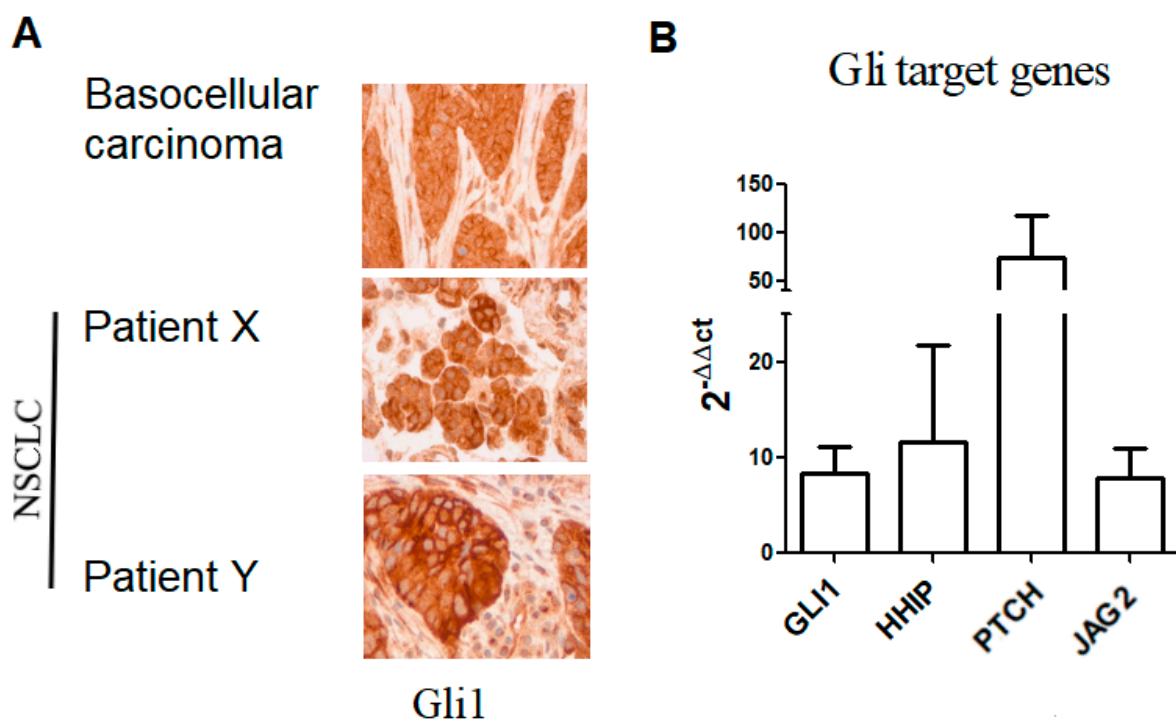 A
Basocellular
carcinoma
NSCLC
Patient X
Patient Y
Gli1
B
Gli target genes
2^-ΔΔct
150
100
50
20
10
0
GLI1
HHIP
PTCH
JAG2